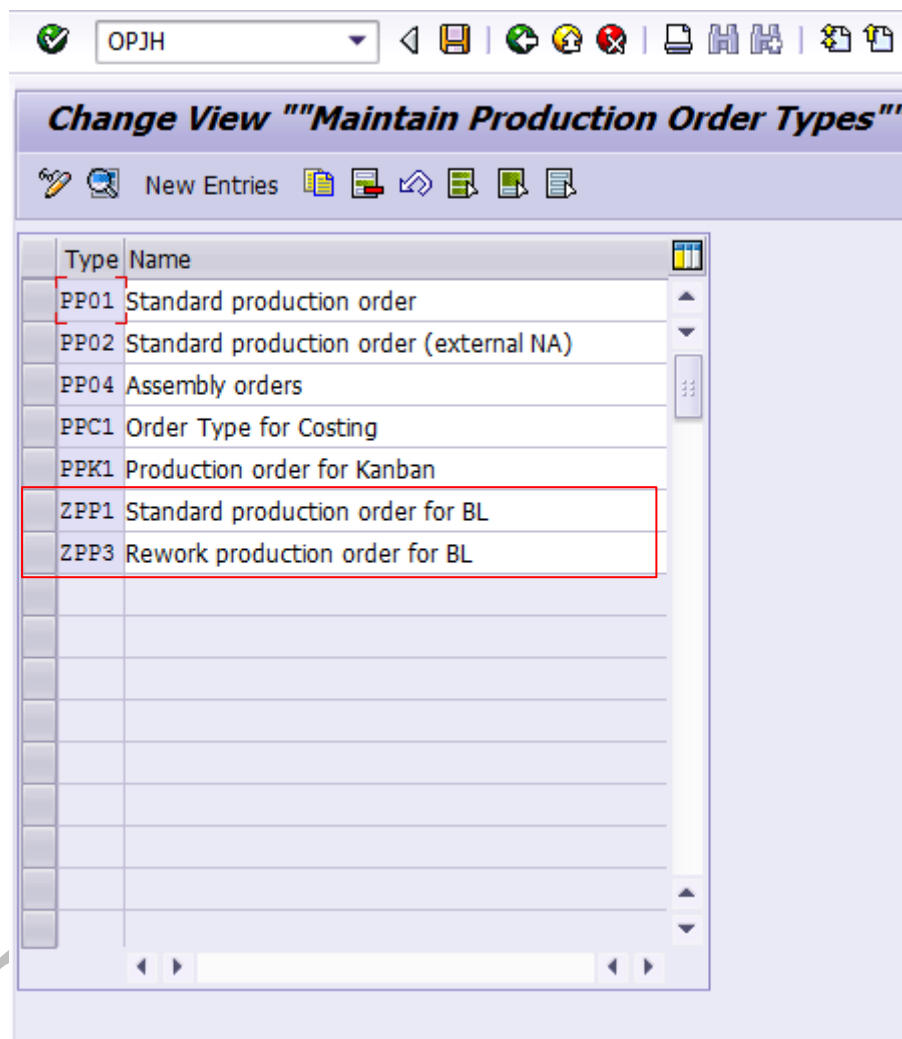 OPJH
Change View ""Maintain Production Order Types""
New Entries
Type Name
PP01 Standard production order
PP02 Standard production order (external NA)
PP04 Assembly orders
PPC1 Order Type for Costing
PPK1 Production order for Kanban
ZPP1 Standard production order for BL
ZPP3 Rework production order for BL